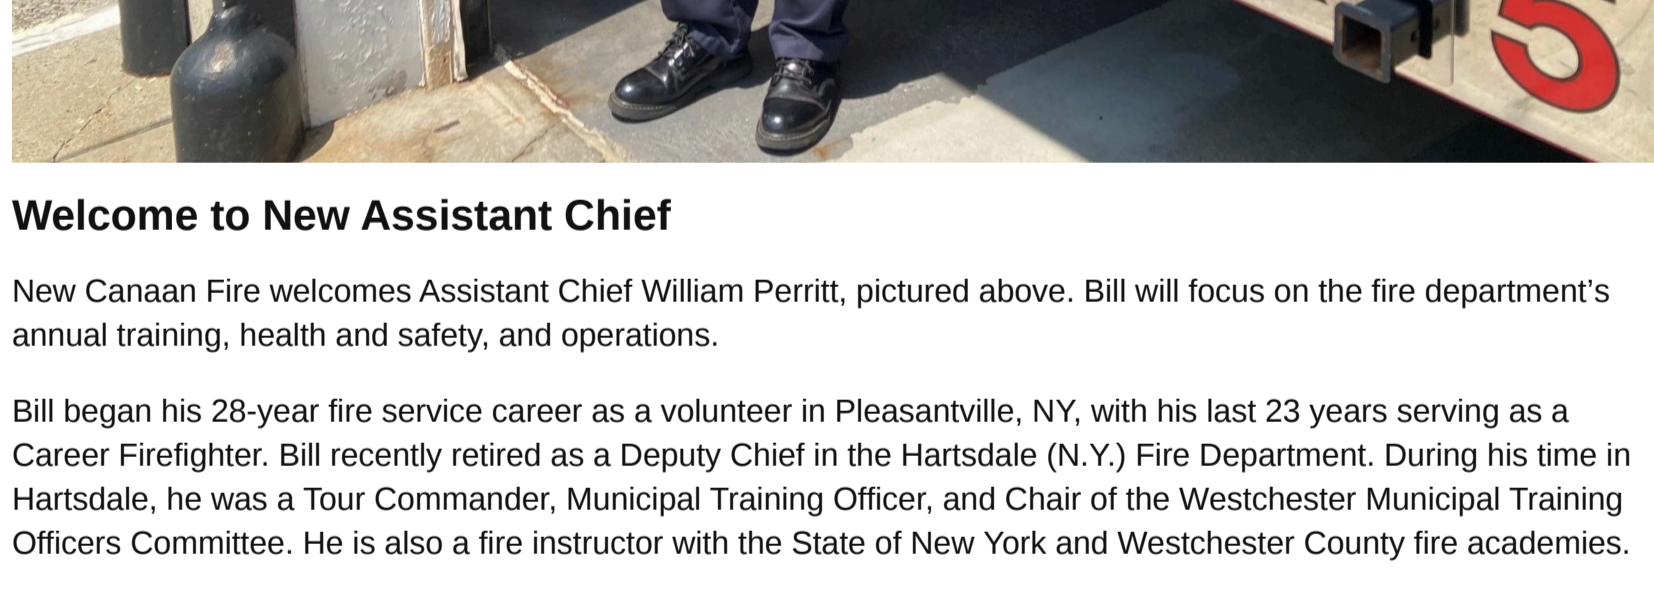 5
Welcome to New Assistant Chief
New Canaan Fire welcomes Assistant Chief William Perritt, pictured above. Bill will focus on the fire department’s
annual training, health and safety, and operations.
Bill began his 28-year fire service career as a volunteer in Pleasantville, NY, with his last 23 years serving as a
Career Firefighter. Bill recently retired as a Deputy Chief in the Hartsdale (N.Y.) Fire Department. During his time in
Hartsdale, he was a Tour Commander, Municipal Training Officer, and Chair of the Westchester Municipal Training
Officers Committee. He is also a fire instructor with the State of New York and Westchester County fire academies.